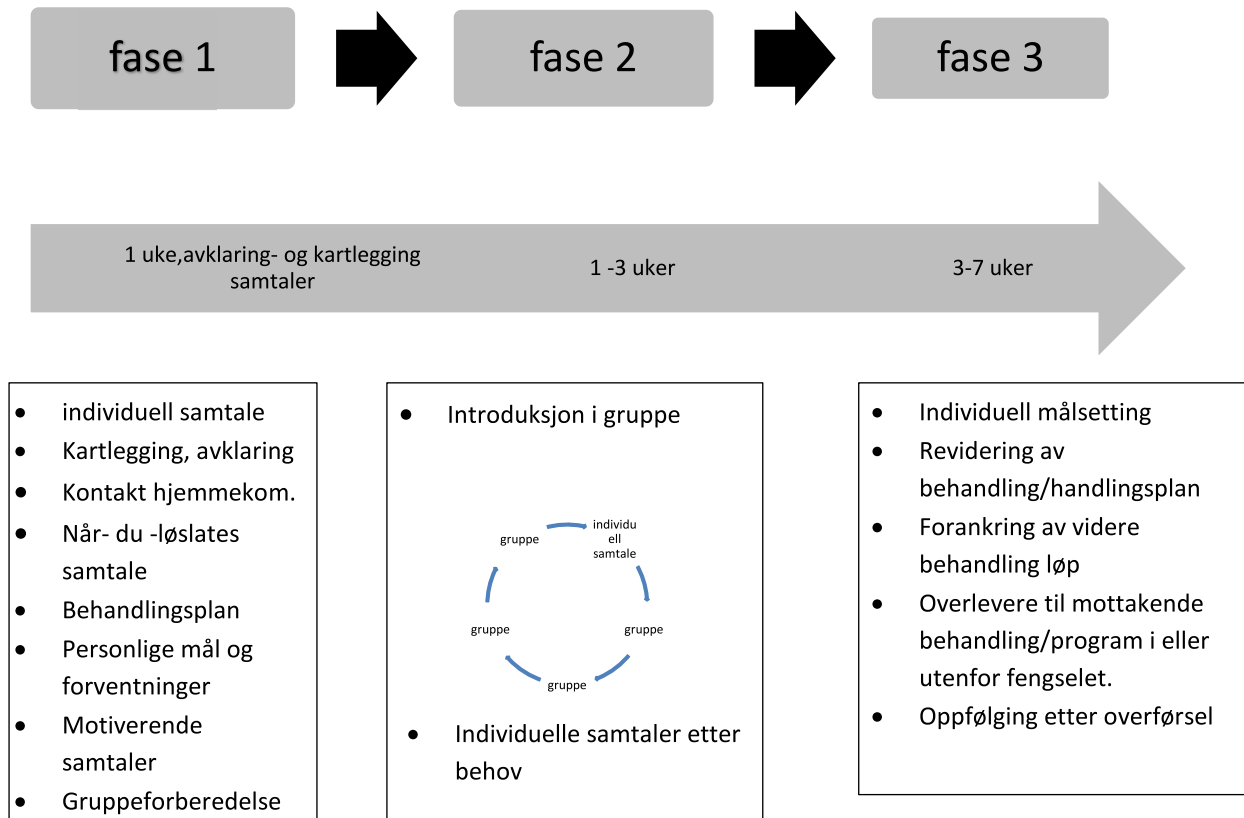 fase 1
fase 2
fase 3
1 uke,avklaring- og kartlegging
samtaler
1 -3 uker
3-7 uker
• individuell samtale
• Kartlegging, avklaring
• Kontakt hjemmekom.
• Når- du -løslates
samtale
• Behandlingsplan
• Personlige mål og
forventninger
• Motiverende
samtaler
• Gruppeforberedelse
• Introduksjon i gruppe
individu
ell
samtale
gruppe
gruppe
gruppe
gruppe
• Individuelle samtaler etter
behov
• Individuell målsetting
• Revidering av
behandling/handlingsplan
• Forankring av videre
behandling løp
• Overlevere til mottakende
behandling/program i eller
utenfor fengselet.
• Oppfølging etter overførsel